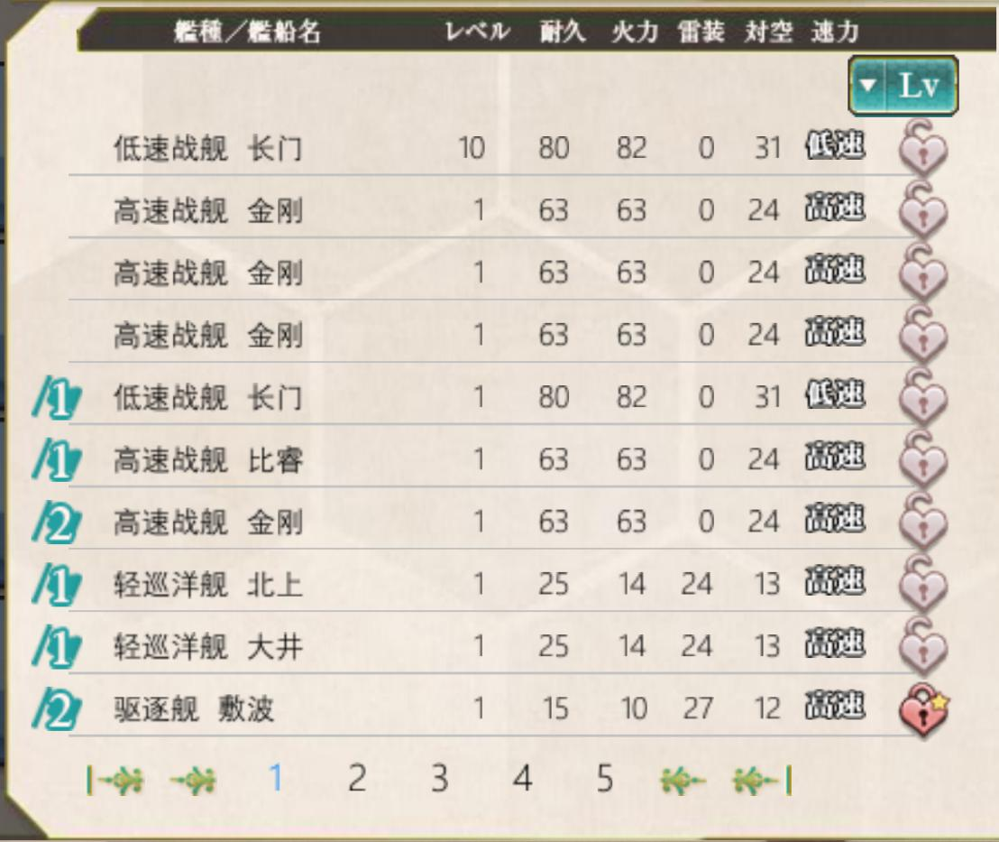 艦種／艦船名 レベル 耐久 火力 雷装 対空 速力
Lv
低速战舰 长门 10 80 82 0 31 低速
高速战舰 金刚 1 63 63 0 24 高速
高速战舰 金刚 1 63 63 0 24 高速
高速战舰 金刚 1 63 63 0 24 高速
/1 低速战舰 长门 1 80 82 0 31 低速
/1 高速战舰 比睿 1 63 63 0 24 高速
/2 高速战舰 金刚 1 63 63 0 24 高速
/1 轻巡洋舰 北上 1 25 14 24 13 高速
/1 轻巡洋舰 大井 1 25 14 24 13 高速
/2 驱逐舰 敷波 1 15 10 27 12 高速
1 2 3 4 5